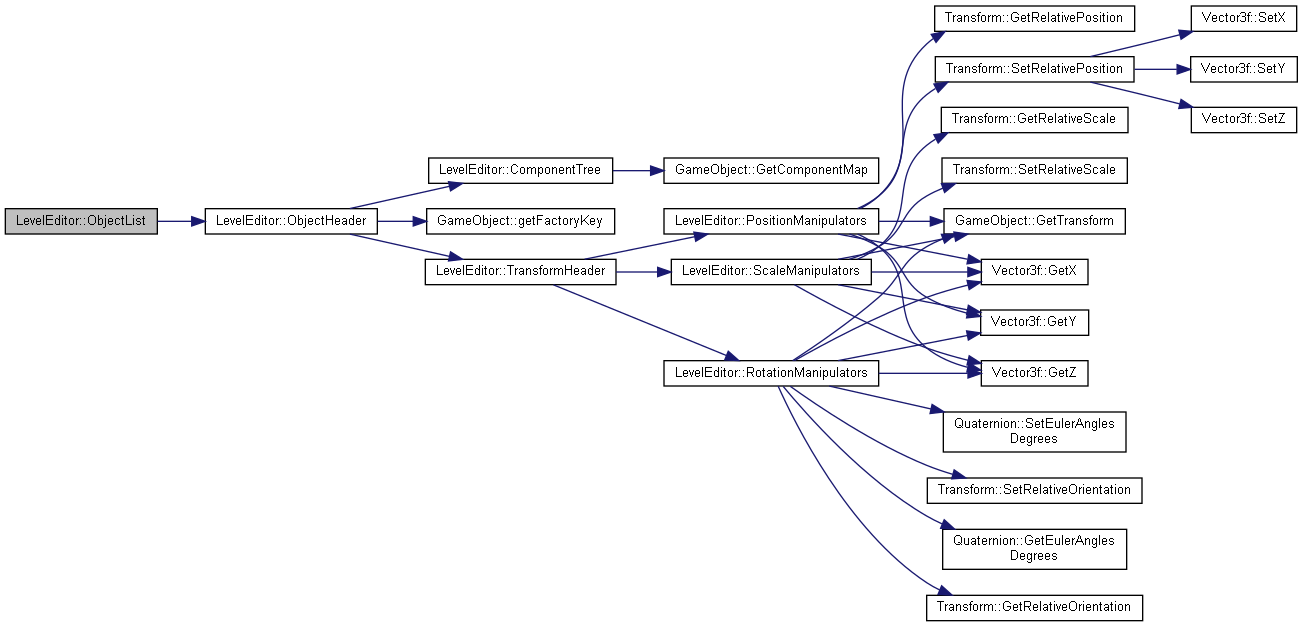 Transform::GetRelativePosition
Vector3f::SetX
Transform::SetRelativePosition
Vector3f::SetY
Transform::GetRelativeScale
Vector3f::SetZ
LevelEditor::ComponentTree
GameObject::GetComponentMap
Transform::SetRelativeScale
LevelEditor::ObjectList
LevelEditor::ObjectHeader
GameObject::getFactoryKey
LevelEditor::PositionManipulators
GameObject::GetTransform
LevelEditor::TransformHeader
LevelEditor::ScaleManipulators
Vector3f::GetX
Vector3f::GetY
LevelEditor::RotationManipulators
Vector3f::GetZ
Quaternion::SetEulerAngles
Degrees
Transform::SetRelativeOrientation
Quaternion::GetEulerAngles
Degrees
Transform::GetRelativeOrientation